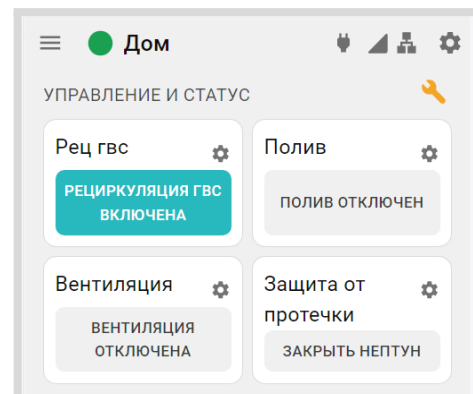 Дом
УПРАВЛЕНИЕ И СТАТУС
Рец гвс
РЕЦИРКУЛЯЦИЯ ГВС
ВКЛЮЧЕНА
Полив
ПОЛИВ ОТКЛЮЧЕН
Вентиляция
ВЕНТИЛЯЦИЯ
ОТКЛЮЧЕНА
Защита от
протечки
ЗАКРЫТЬ НЕПТУН